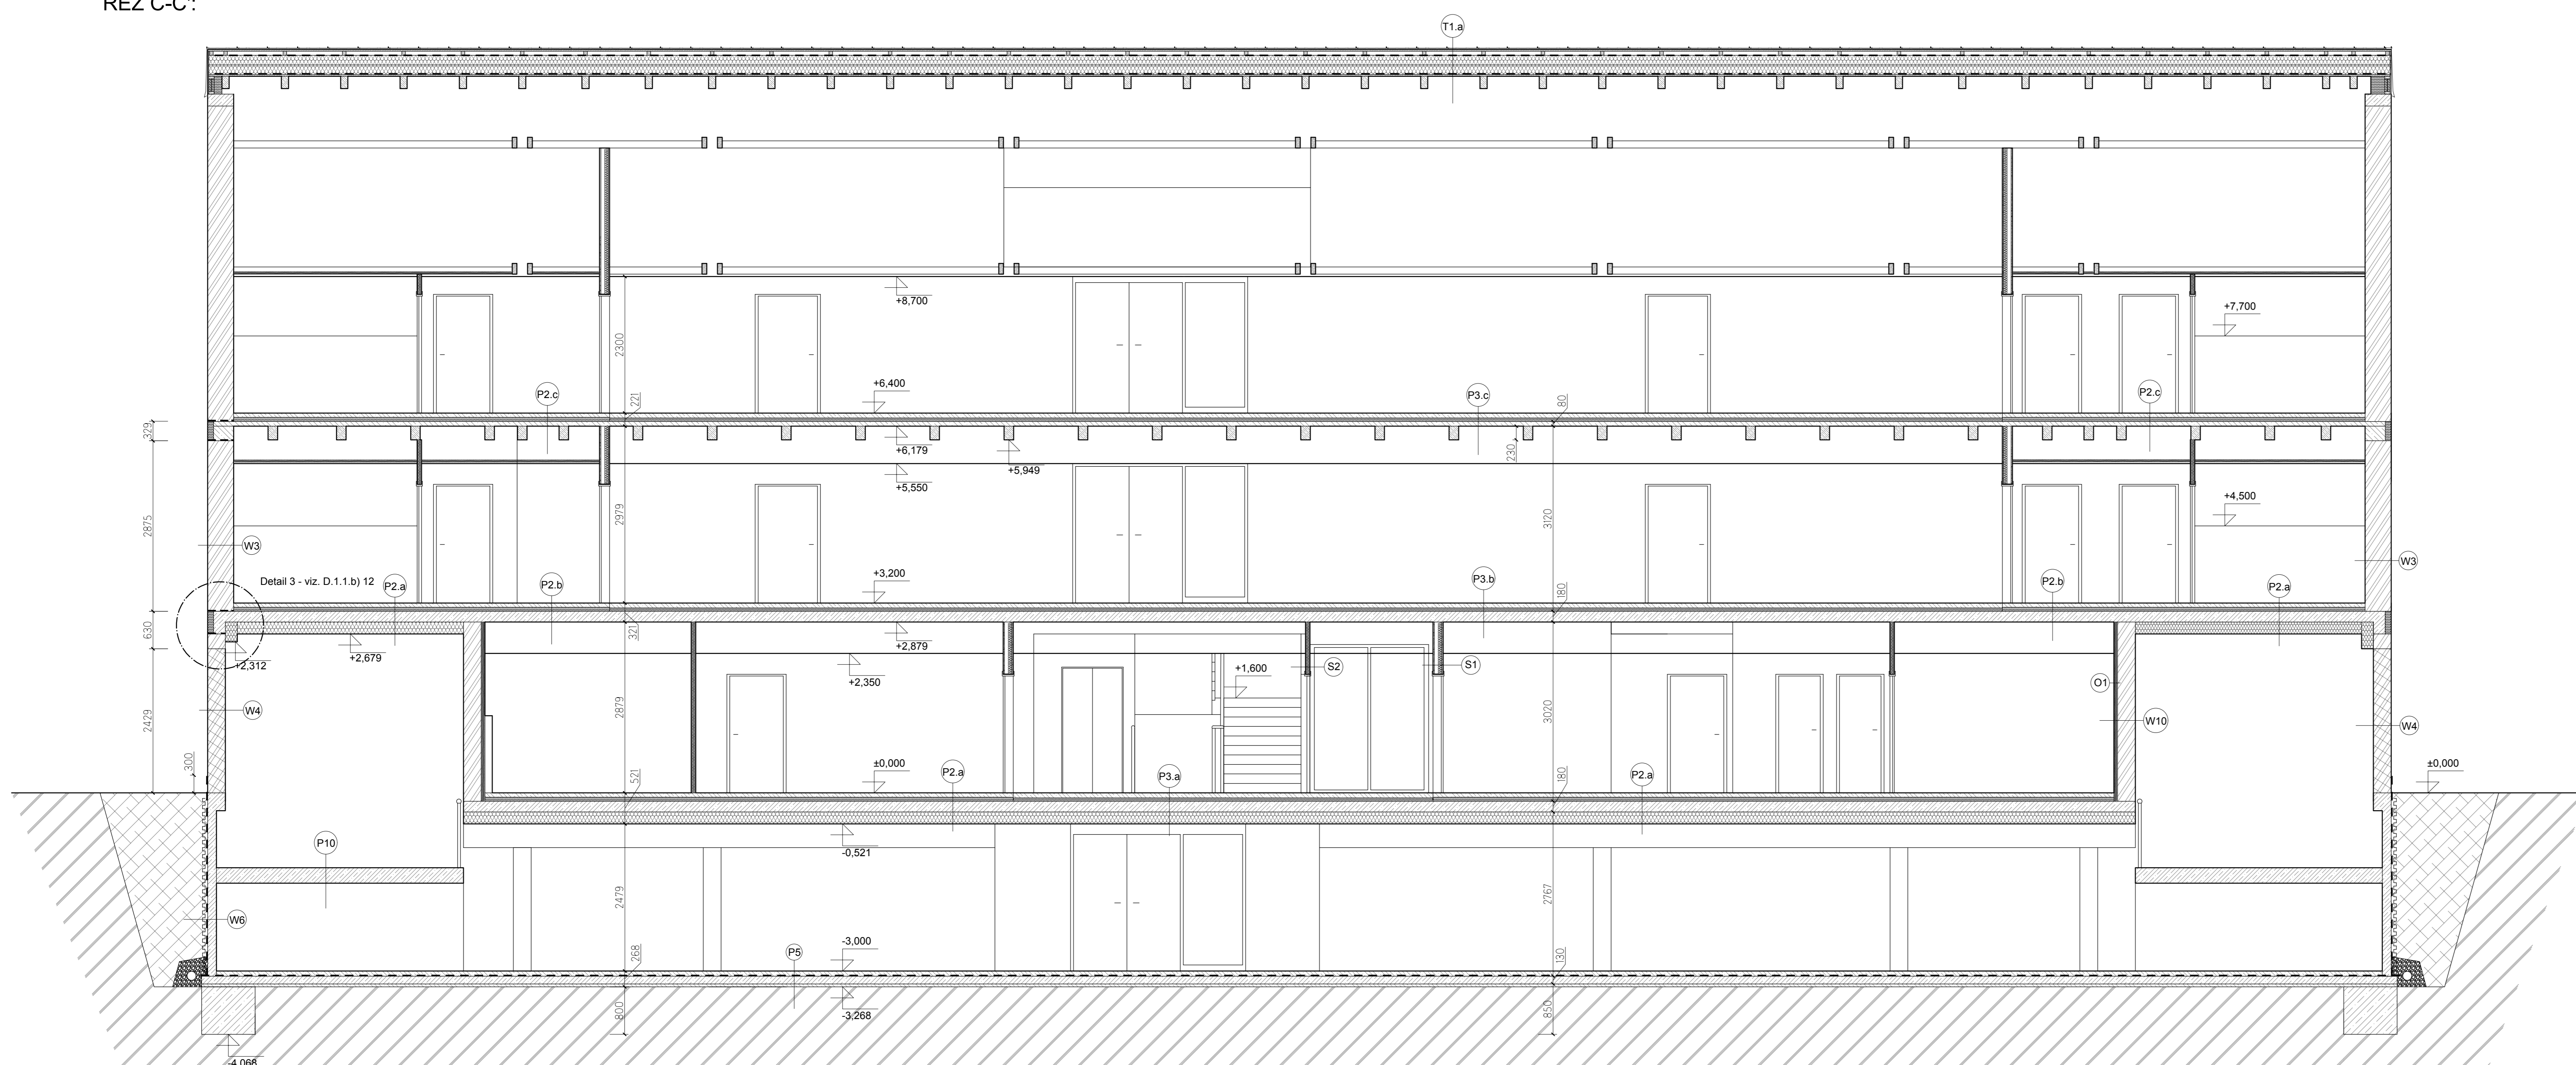 ŘEZ C-C':
T1.a
+8,700
+7,700
2300
+6,400
P2.c
P3.c
P2.c
221
80
329
+6,179
230
+5,949
+5,550
+4,500
2875
2979
3120
W3
W3
Detail 3 - viz. D.1.1.b) 12
P2.a
P2.b
+3,200
P3.b
P2.b
P2.a
180
630
321
+2,879
+2,312
+2,679
+2,350
+1,600
S2
S1
O1
2429
W4
2879
3020
W10
W4
300
±0,000
±0,000
P2.a
P3.a
P2.a
521
180
P10
-0,521
2479
2767
W6
-3,000
P5
268
130
800
-3,268
850
-4,068